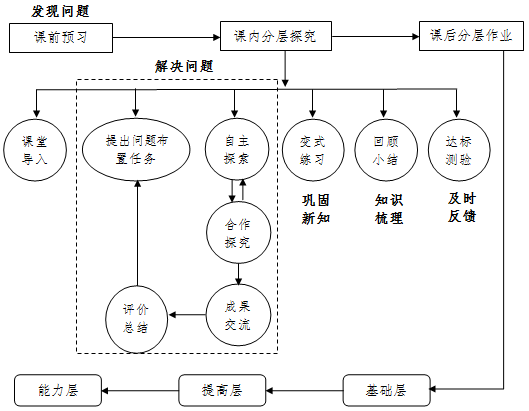 发现问题
课前预习
课内分层探究
课后分层作业
解决问题
课堂
导入
提出问题布
置任务
自主
探索
变式
练习
回顾
小结
达标
测验
巩固
新知
知识
梳理
及时
反馈
合作
探究
评价
总结
成果
交流
能力层
提高层
基础层